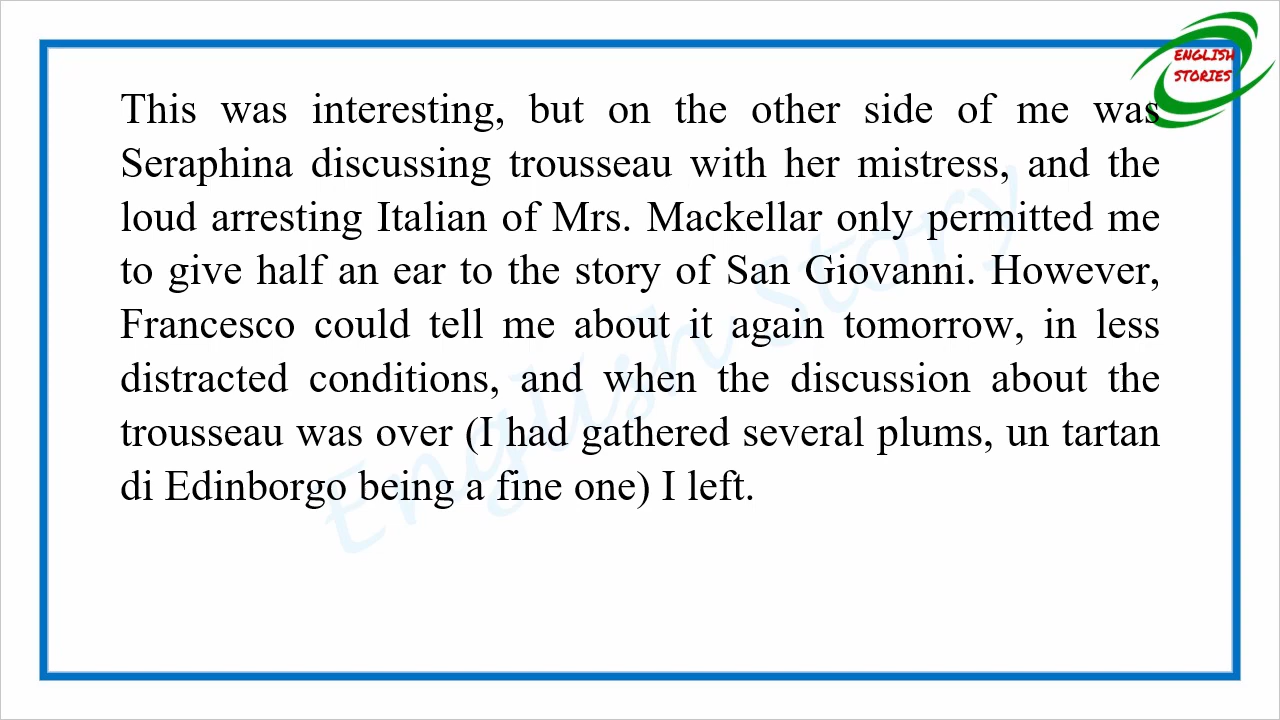 ENGLISH
STORIES
This was interesting, but on the other side of me was
Seraphina discussing trousseau with her mistress, and the
loud arresting Italian of Mrs. Mackellar only permitted me
to give half an ear to the story of San Giovanni. However,
Francesco could tell me about it again tomorrow, in less
distracted conditions, and when the discussion about the
trousseau was over (I had gathered several plums, un tartan
di Edinborgo being a fine one) I left.
English Story